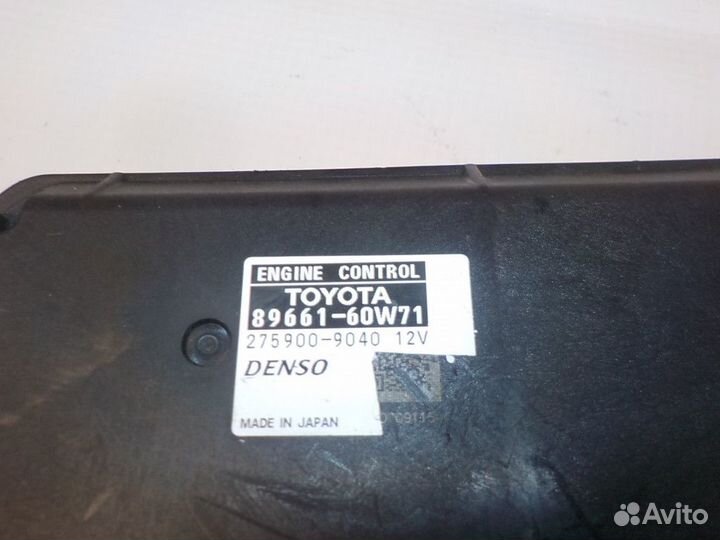 ENGINE CONTROL
TOYOTA
89661-60W71
275900-9040 12V
DENSO
MADE IN JAPAN
Avito